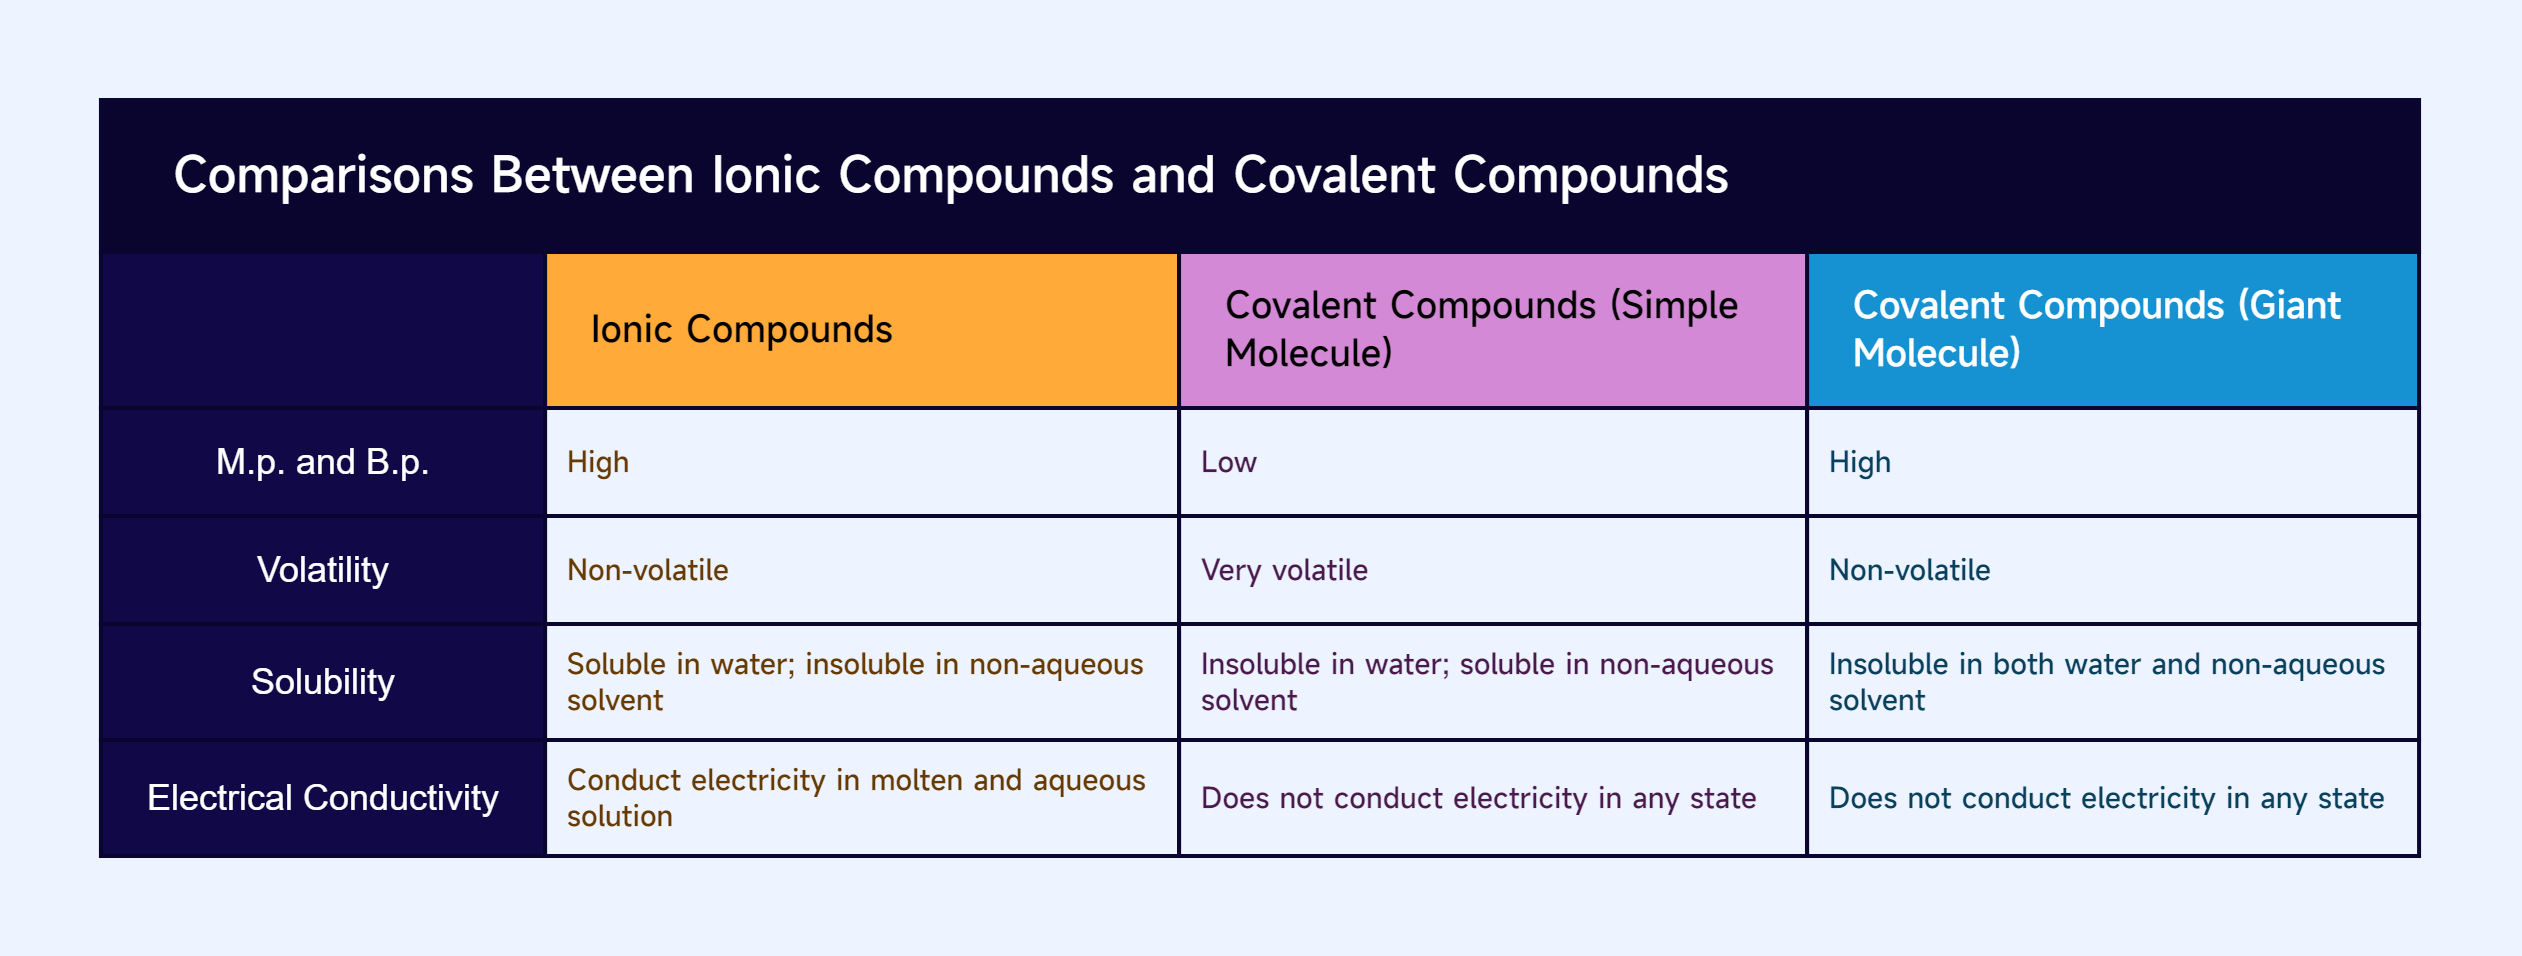 Comparisons Between Ionic Compounds and Covalent Compounds
Ionic Compounds
Covalent Compounds (Simple
Molecule)
Covalent Compounds (Giant
Molecule)
M.p. and B.p.
High
Low
High
Volatility
Non-volatile
Very volatile
Non-volatile
Solubility
Soluble in water; insoluble in non-aqueous
solvent
Insoluble in water; soluble in non-aqueous
solvent
Insoluble in both water and non-aqueous
solvent
Electrical Conductivity
Conduct electricity in molten and aqueous
solution
Does not conduct electricity in any state
Does not conduct electricity in any state